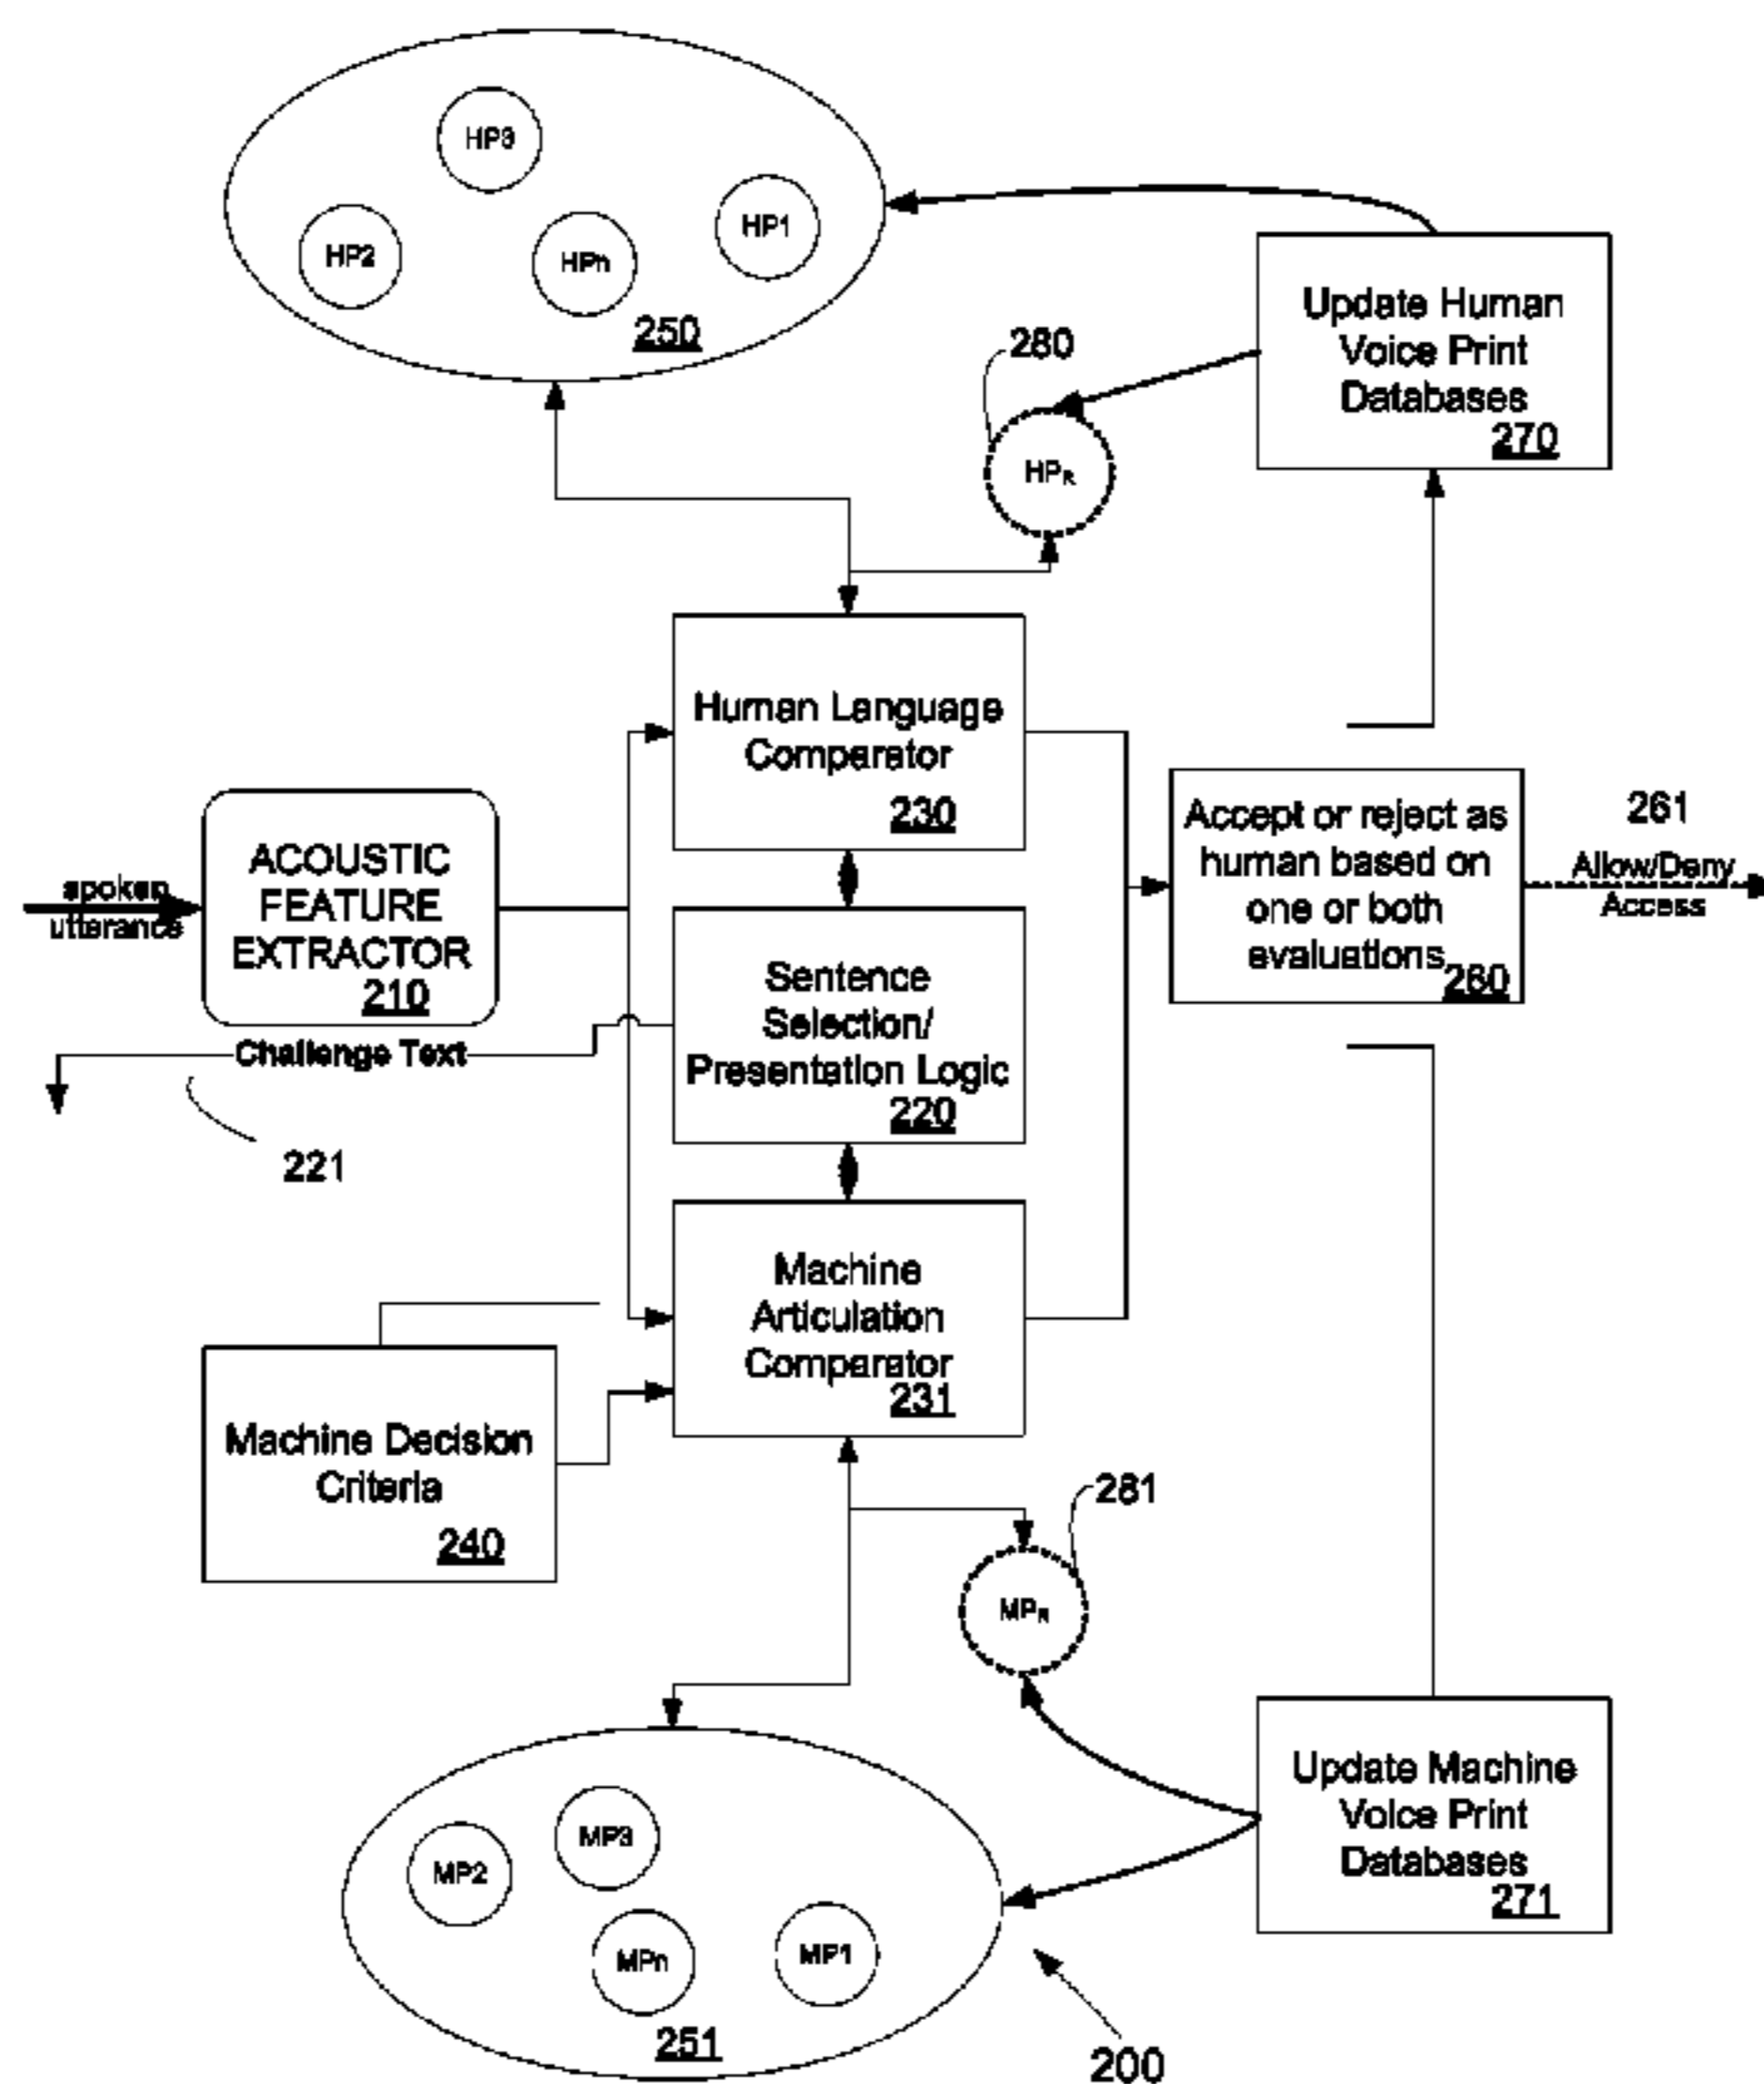 HP3
HP1
HP2
HPn
250
Update Human
Voice Print
Databases
270
280
HPR
Human Language
Comparator
230
spoken
utterance
ACOUSTIC
FEATURE
EXTRACTOR
210
Accept or reject as
human based on
one or both
evaluations
260
261
Allow/Deny
Access
Sentence
Selection/
Presentation Logic
220
Challenge Text
221
Machine
Articulation
Comparator
231
Machine Decision
Criteria
240
281
MPR
Update Machine
Voice Print
Databases
271
MP3
MP2
MPn
MP1
251
200